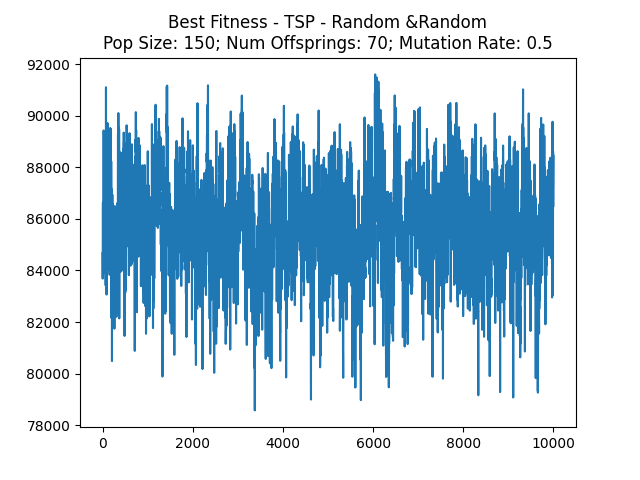 Best Fitness - TSP - Random &Random
Pop Size: 150; Num Offsprings: 70; Mutation Rate: 0.5
92000
90000
88000
86000
84000
82000
80000
78000
0 2000 4000 6000 8000 10000